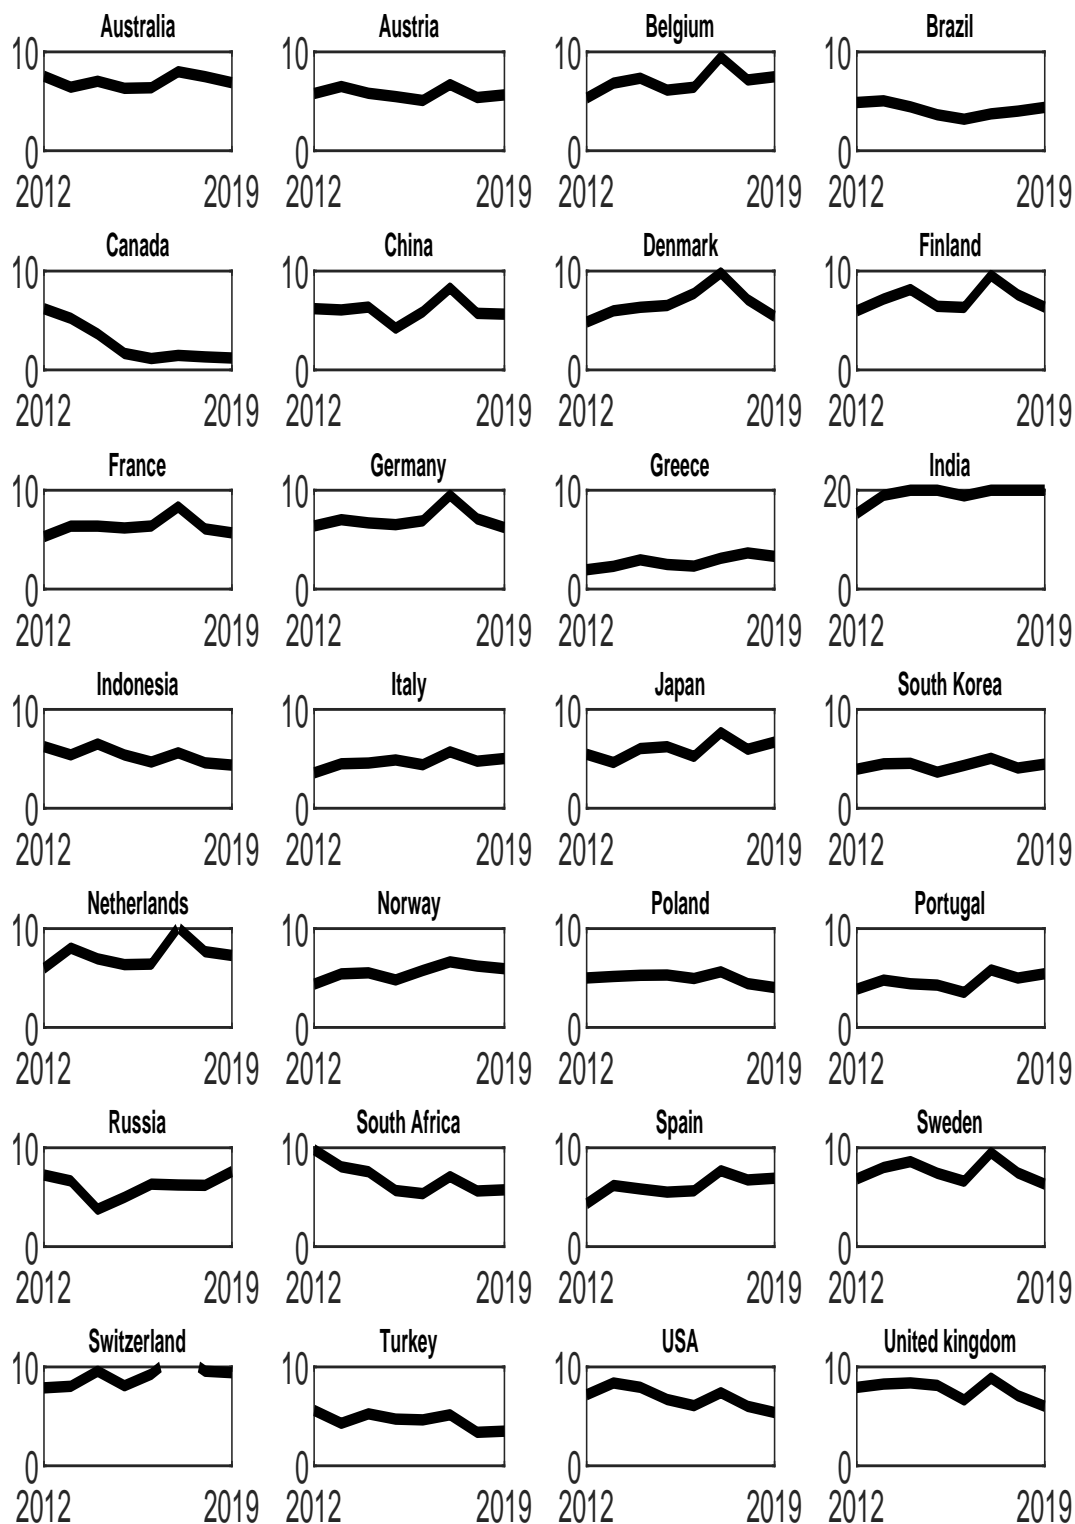 Australia Austria Belgium Brazil
10 10 10 10
0 0 0 0
2012 2019 2012 2019 2012 2019 2012 2019
Canada China Denmark Finland
10 10 10 10
0 0 0 0
2012 2019 2012 2019 2012 2019 2012 2019
France Germany Greece India
10 10 10 20
0 0 0 0
2012 2019 2012 2019 2012 2019 2012 2019
Indonesia Italy Japan South Korea
10 10 10 10
0 0 0 0
2012 2019 2012 2019 2012 2019 2012 2019
Netherlands Norway Poland Portugal
10 10 10 10
0 0 0 0
2012 2019 2012 2019 2012 2019 2012 2019
Russia South Africa Spain Sweden
10 10 10 10
0 0 0 0
2012 2019 2012 2019 2012 2019 2012 2019
Switzerland Turkey USA United kingdom
10 10 10 10
0 0 0 0
2012 2019 2012 2019 2012 2019 2012 2019